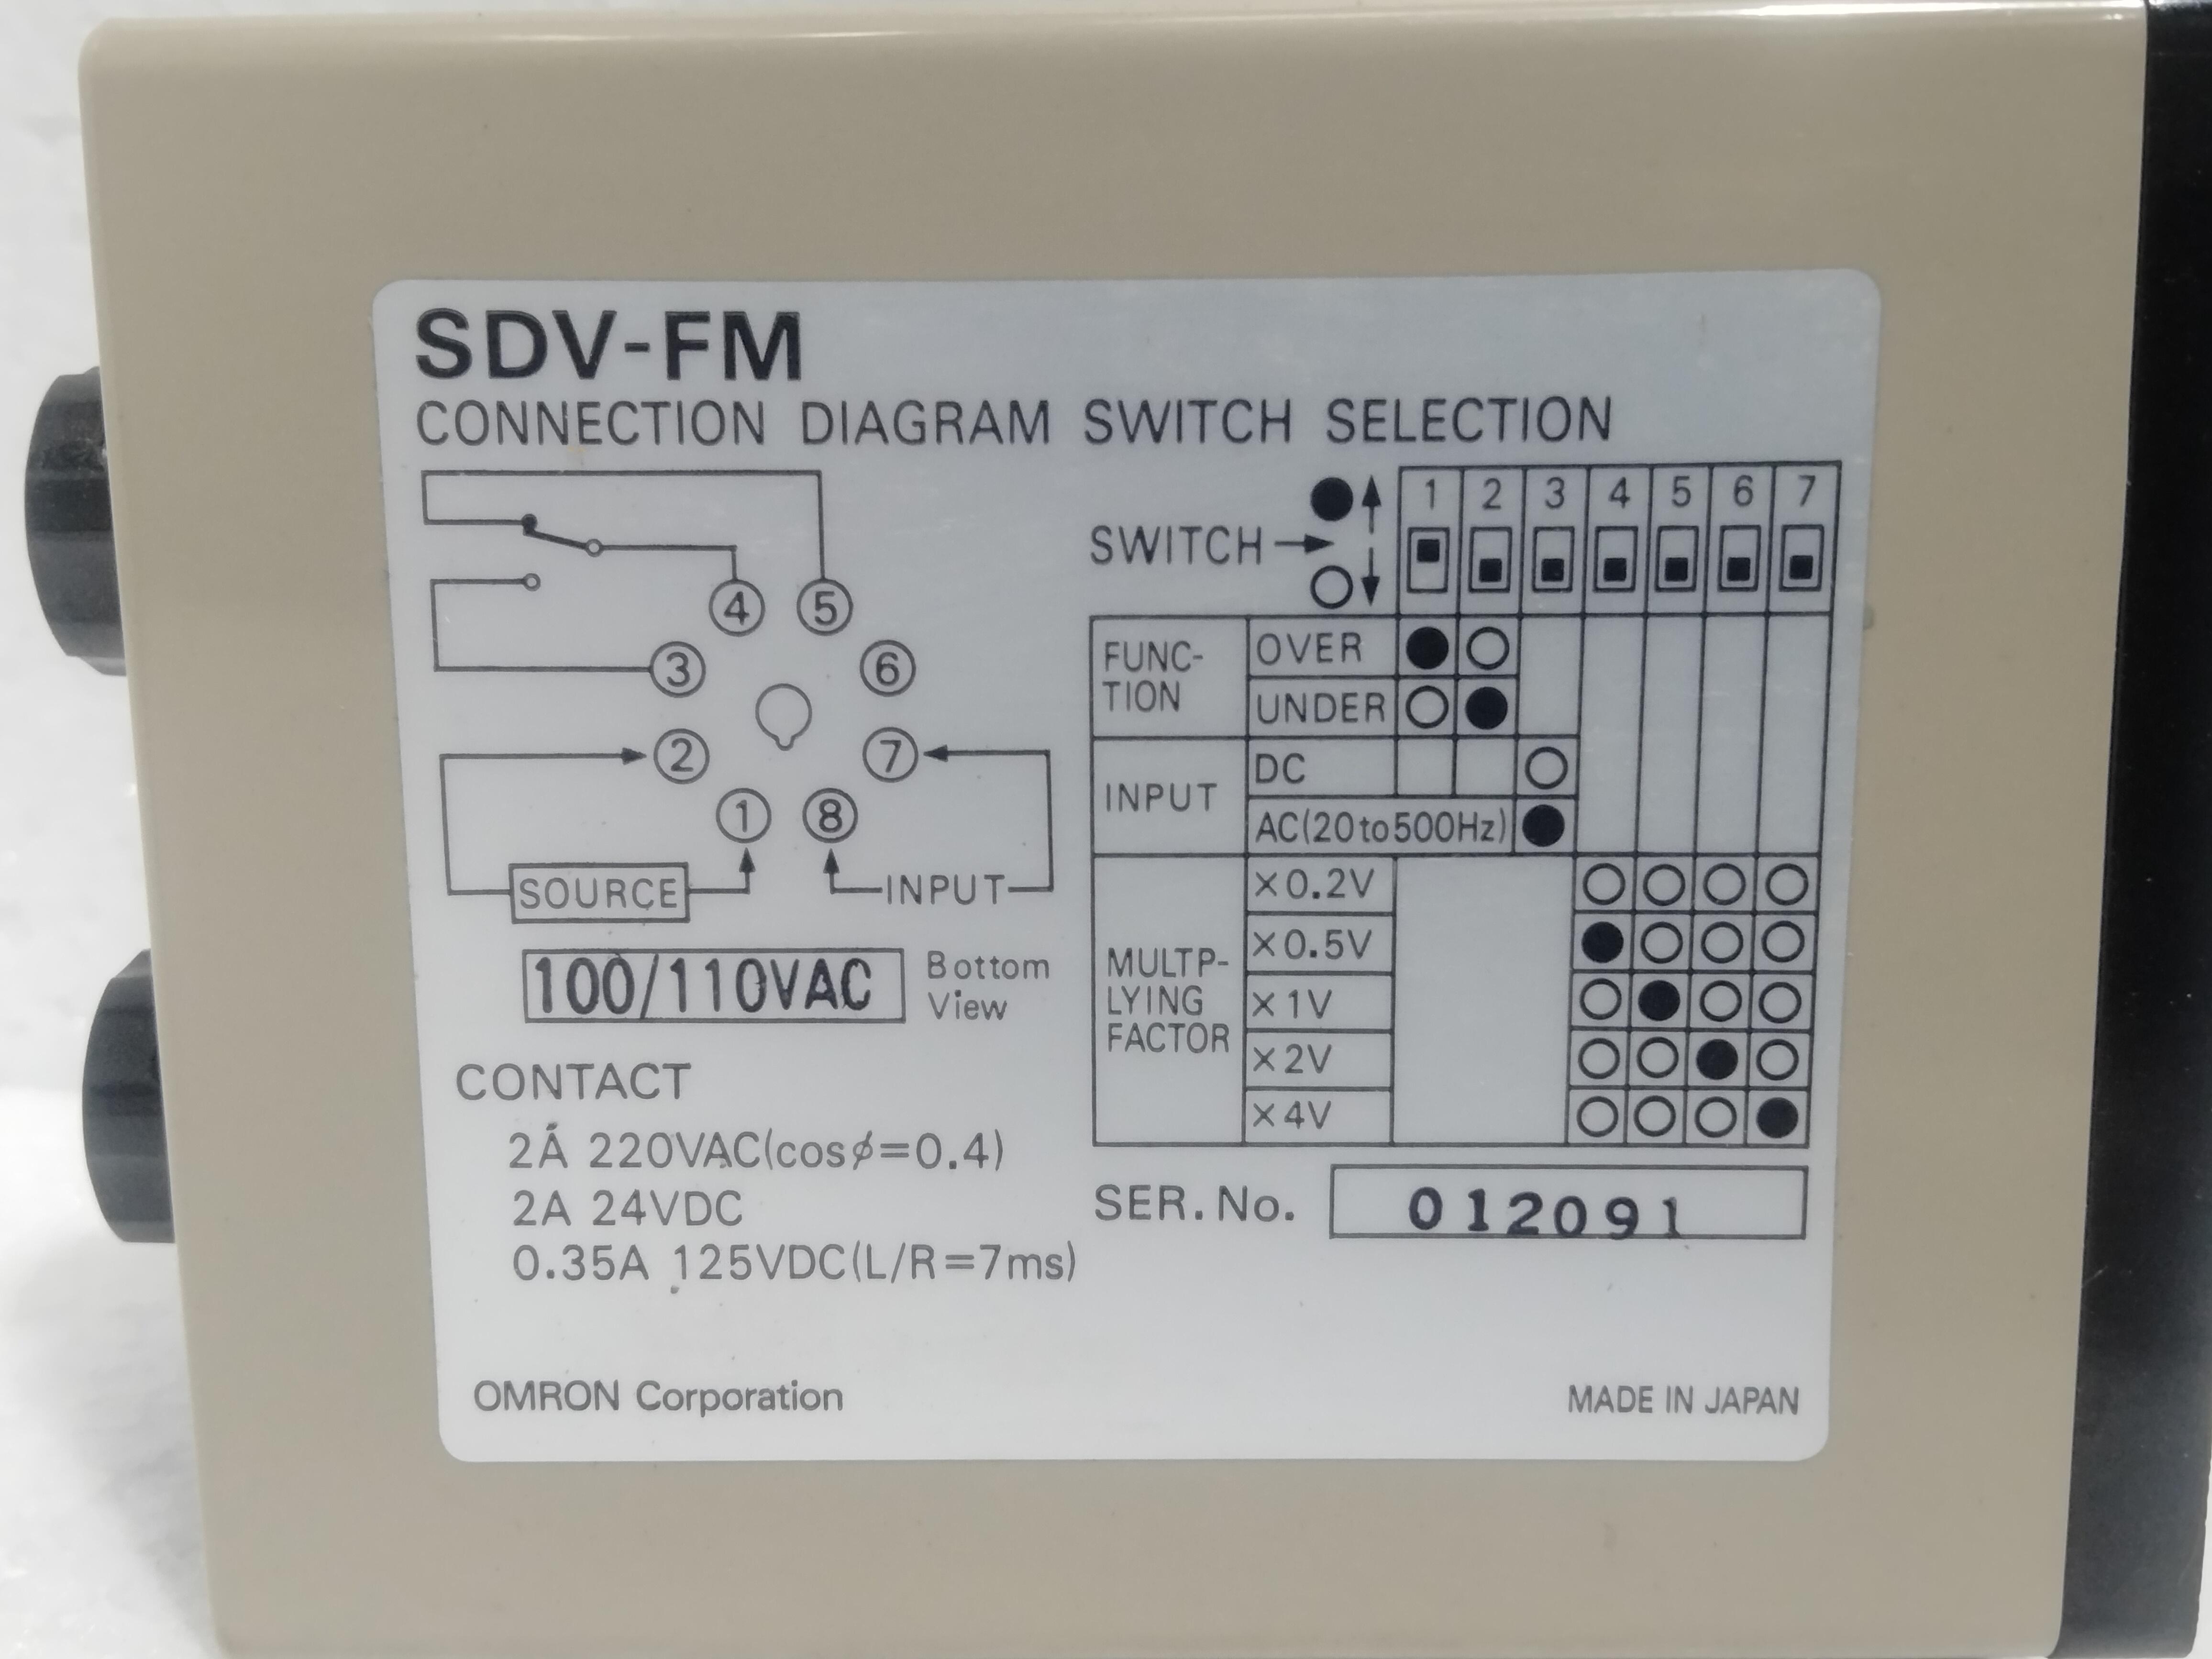 SDV-FM
CONNECTION DIAGRAM SWITCH SELECTION
4 5
3 6
2 7
1 8
SOURCE INPUT
100/110VAC Bottom View
CONTACT
2A 220VAC(cosφ=0.4)
2A 24VDC
0.35A 125VDC(L/R=7ms)
SWITCH 1 2 3 4 5 6 7
FUNC-
TION
OVER
UNDER
INPUT
DC
AC(20to500Hz)
MULTP-
LYING
FACTOR
×0.2V
×0.5V
×1V
×2V
×4V
SER.No. 012091
OMRON Corporation
MADE IN JAPAN